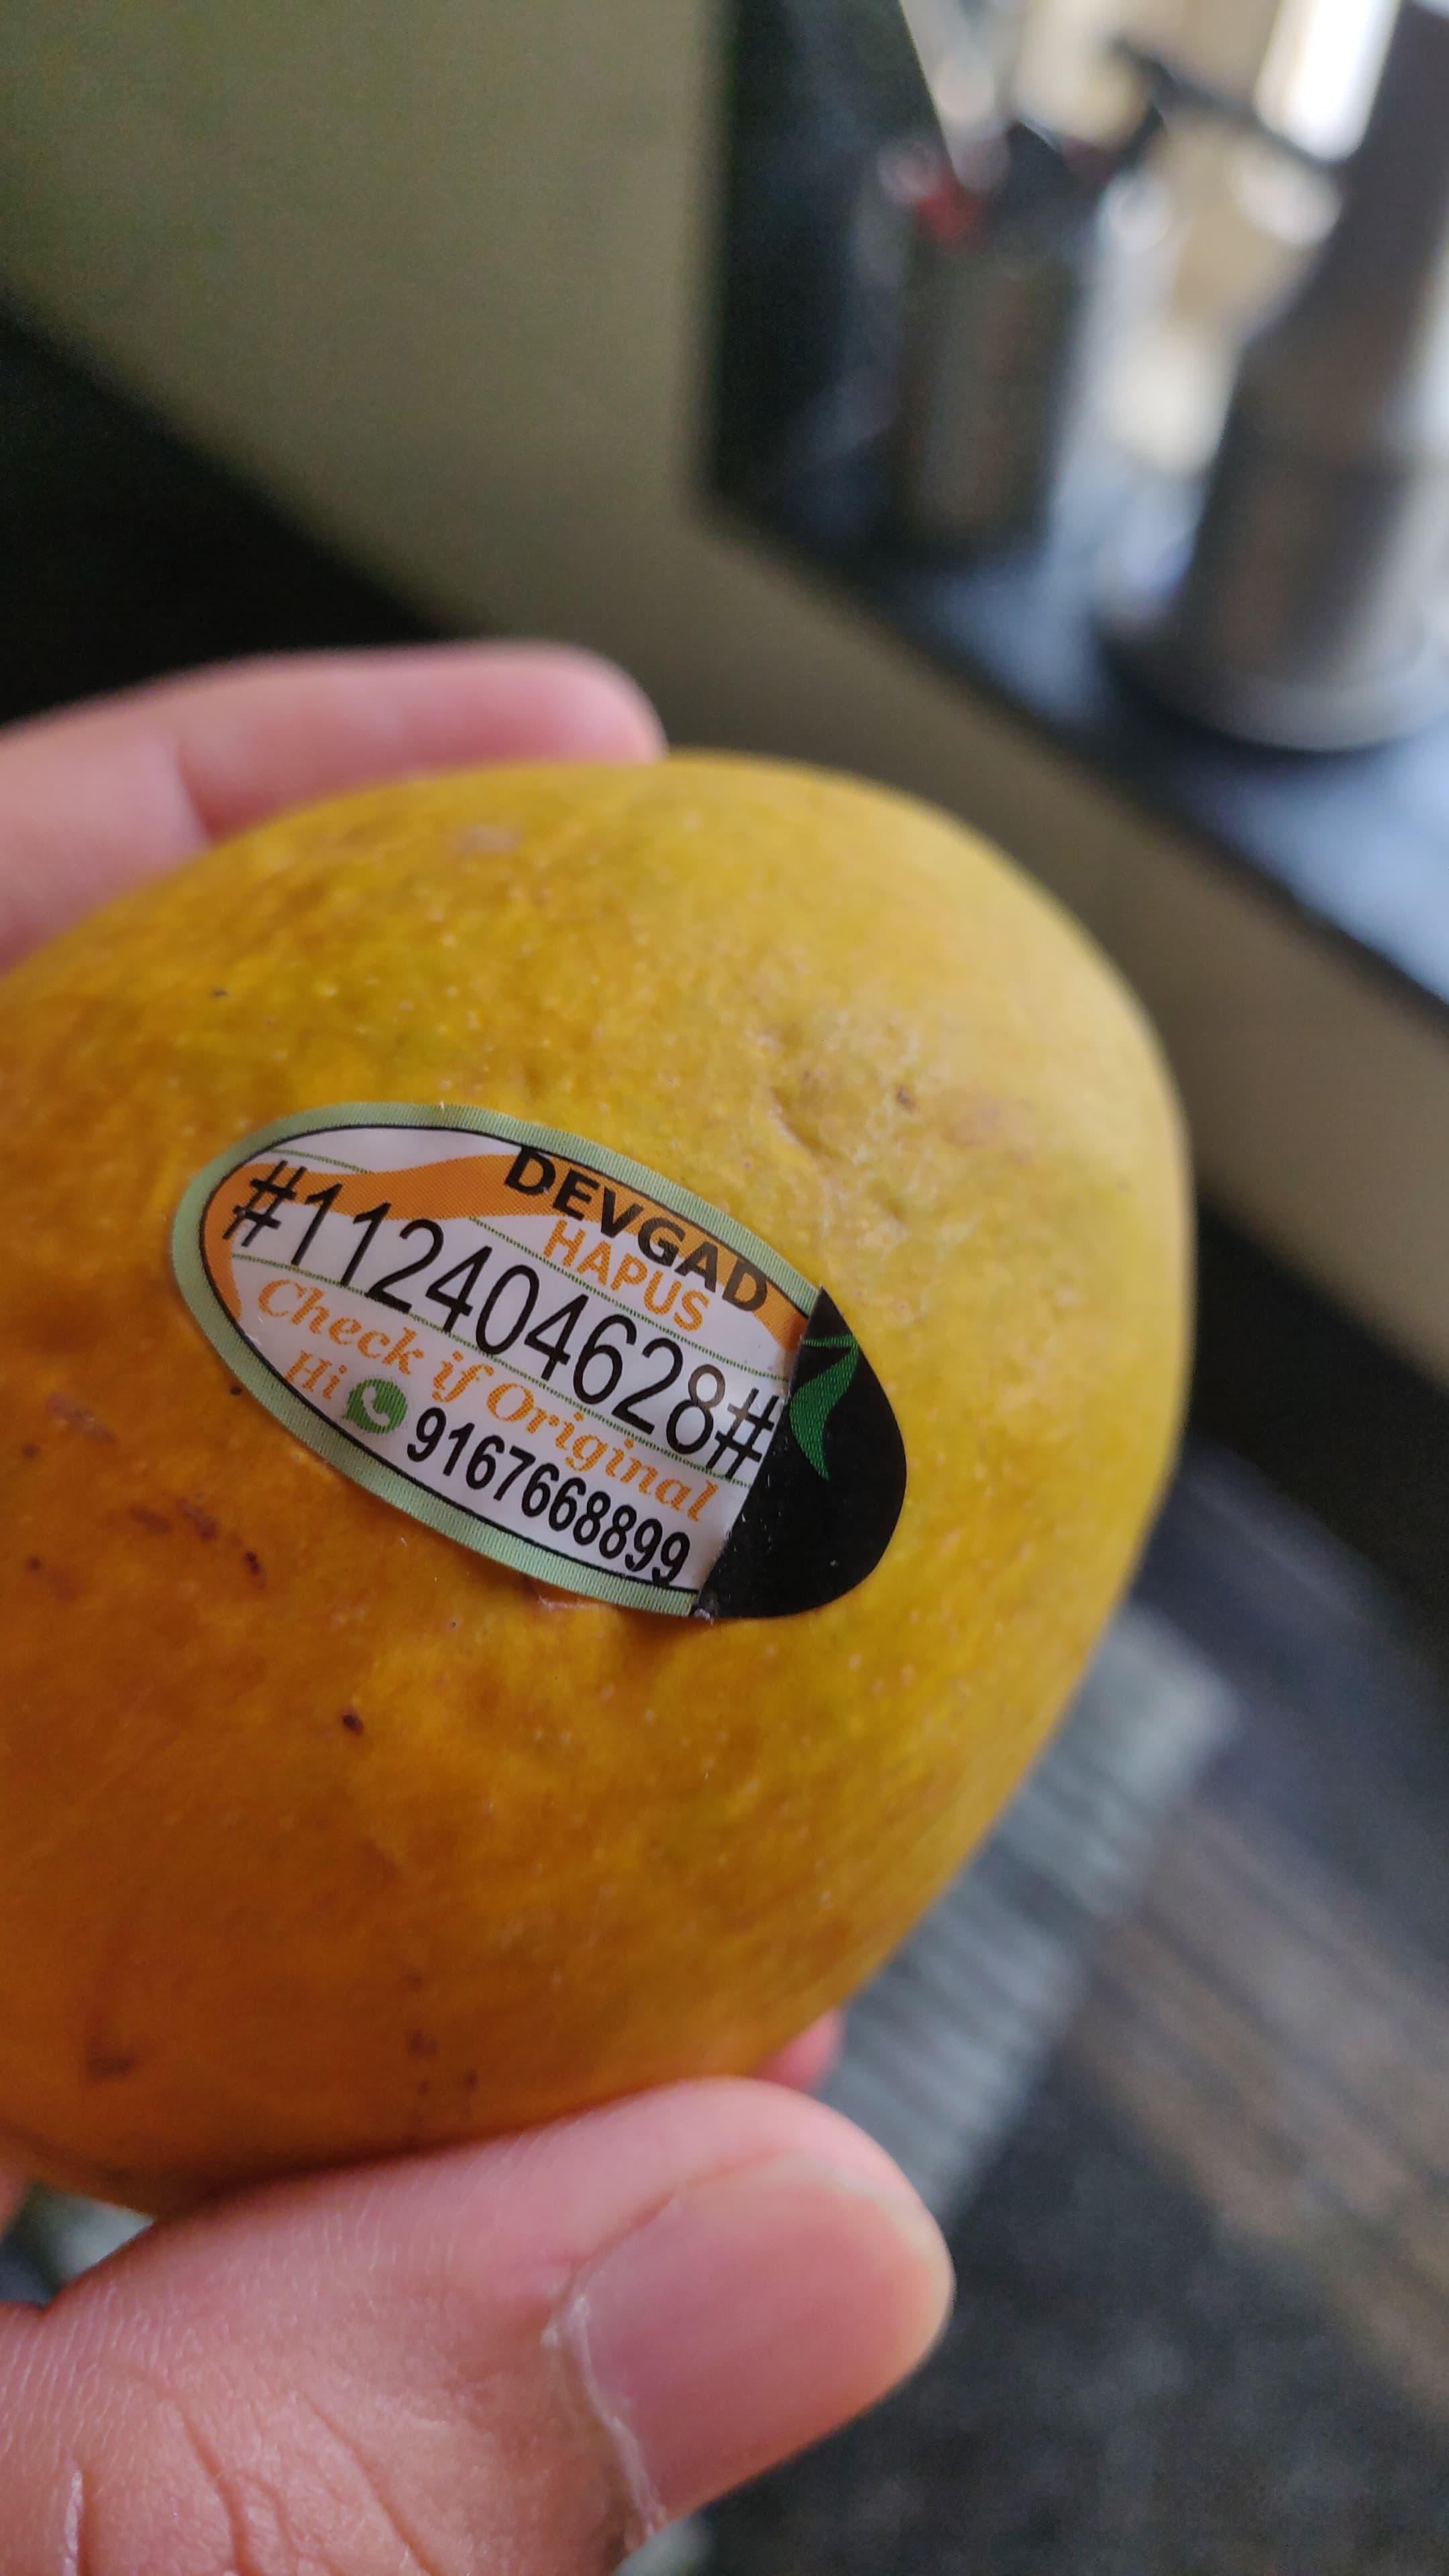 DEVGAD
HAPUS
#112404628#
Check if Original
Hi 9167668899